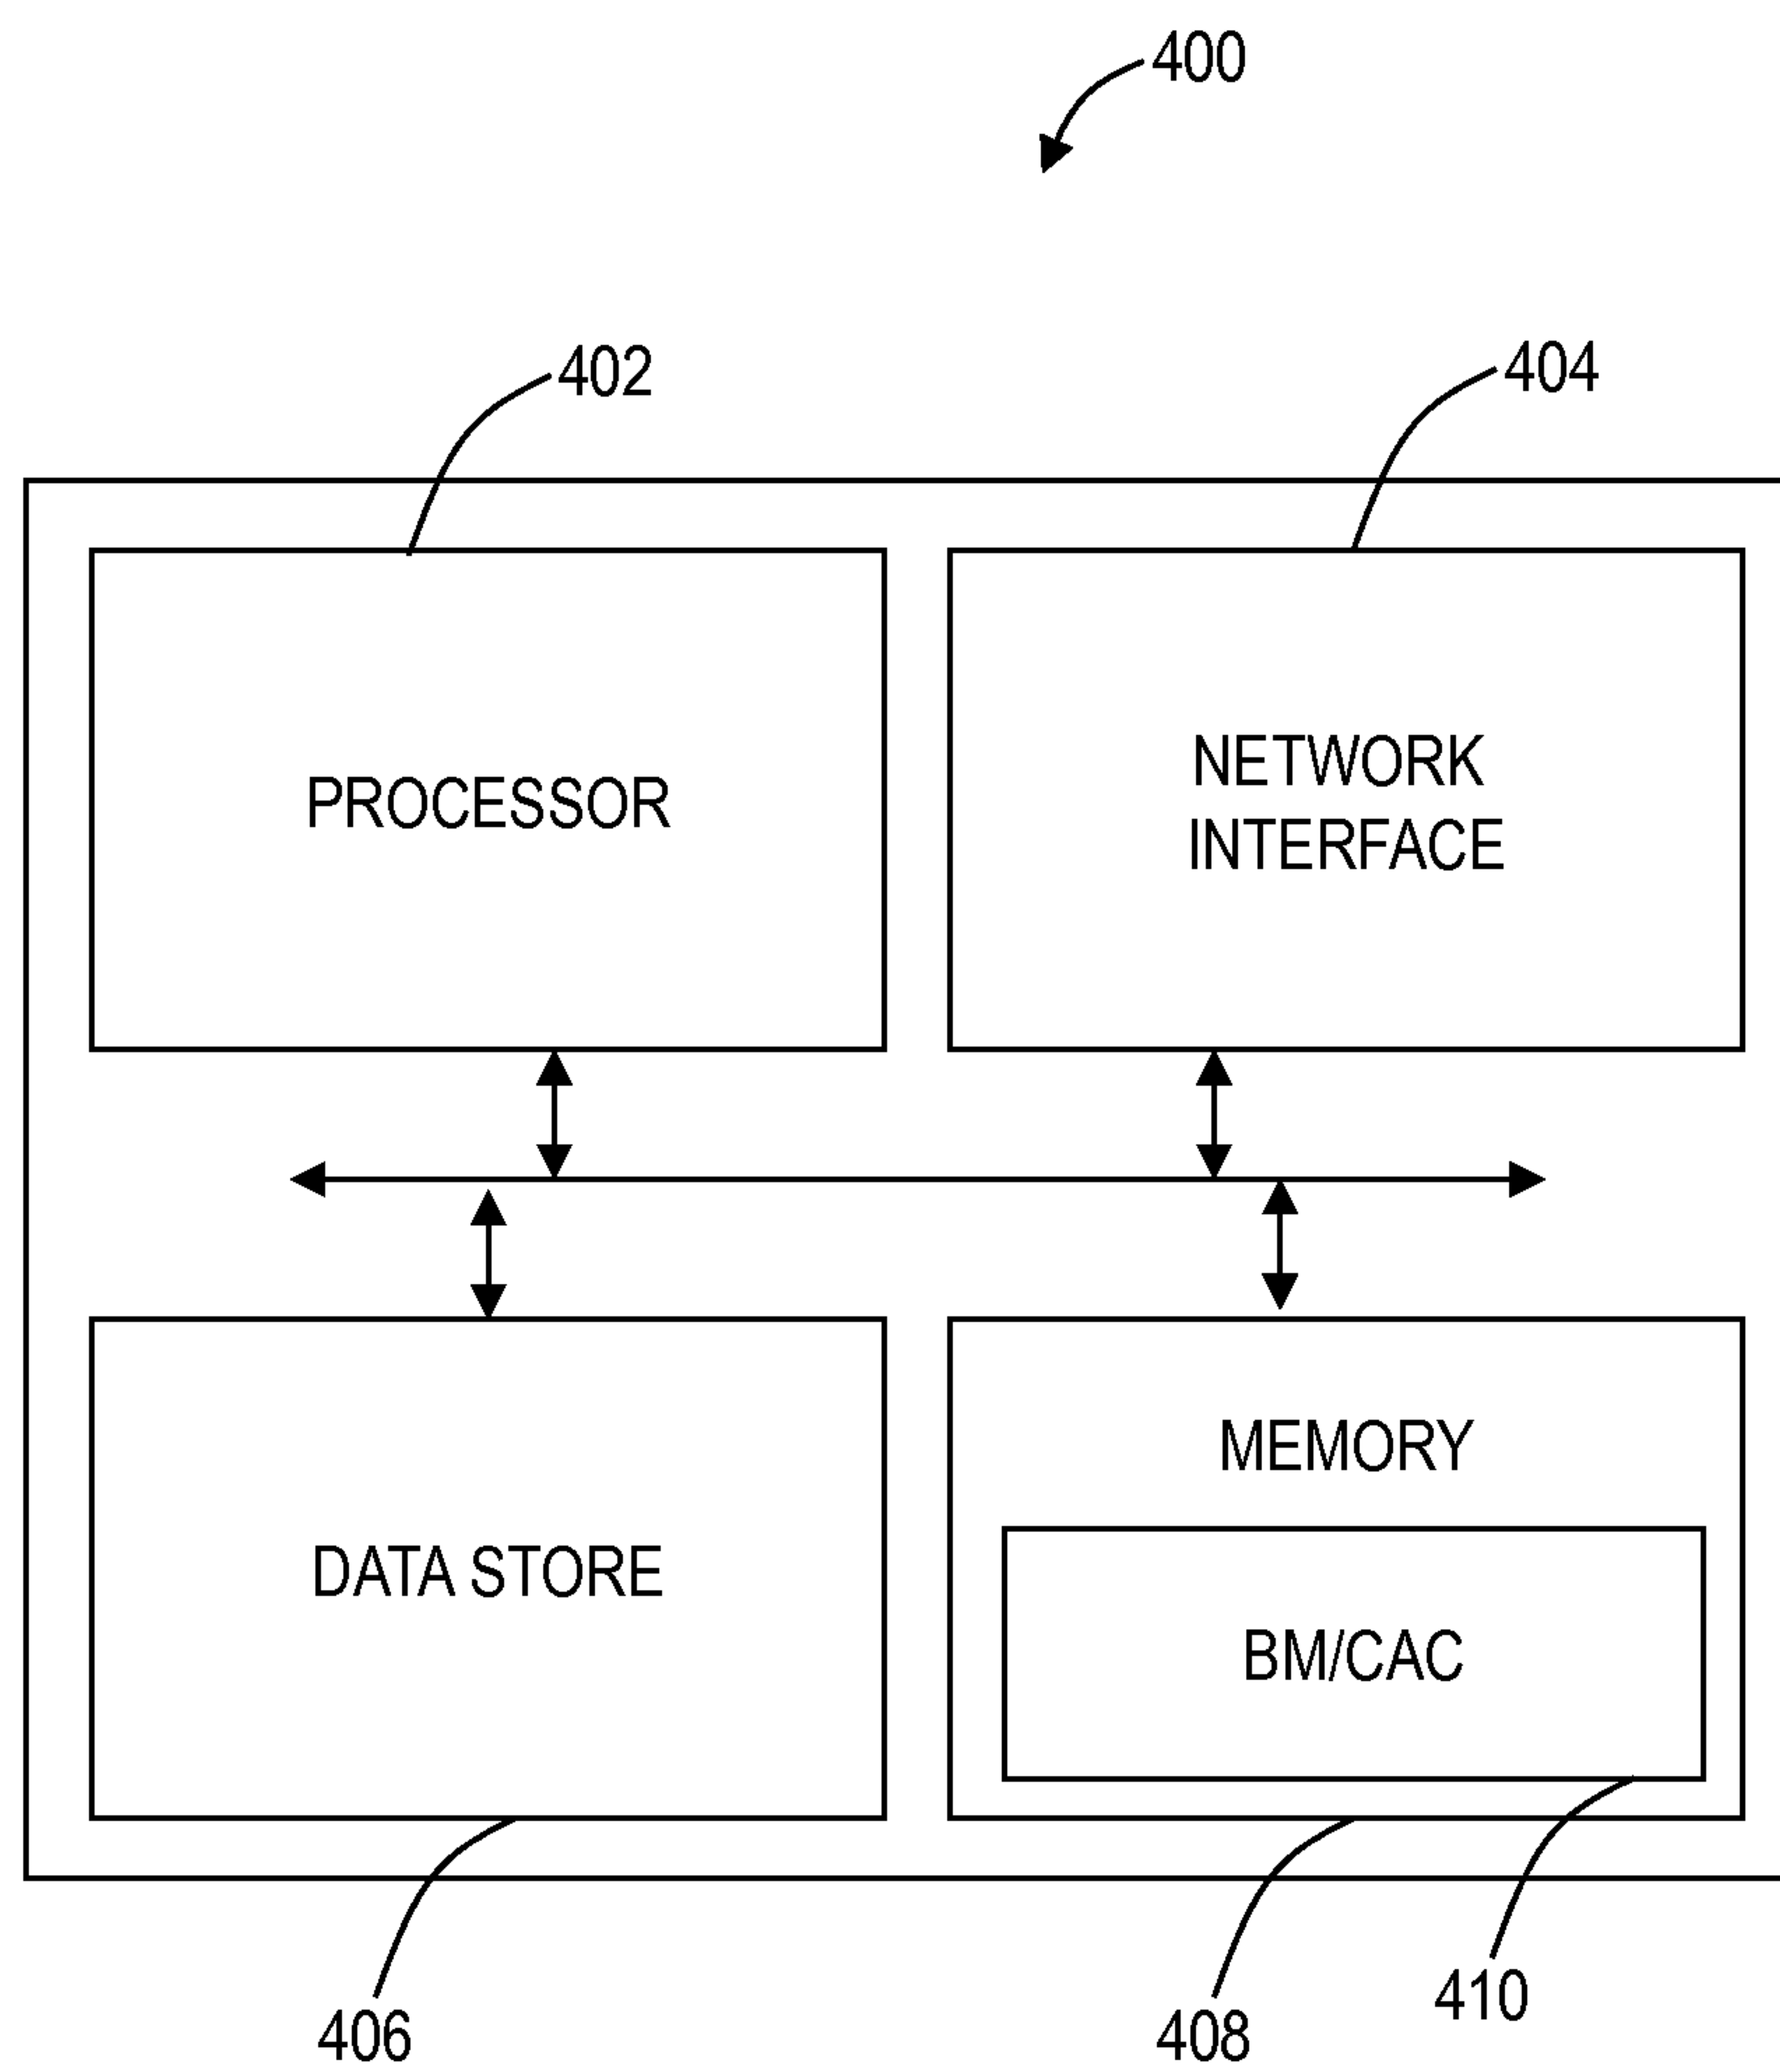 400
402
404
PROCESSOR
NETWORK
INTERFACE
DATA STORE
MEMORY
BM/CAC
406
408
410